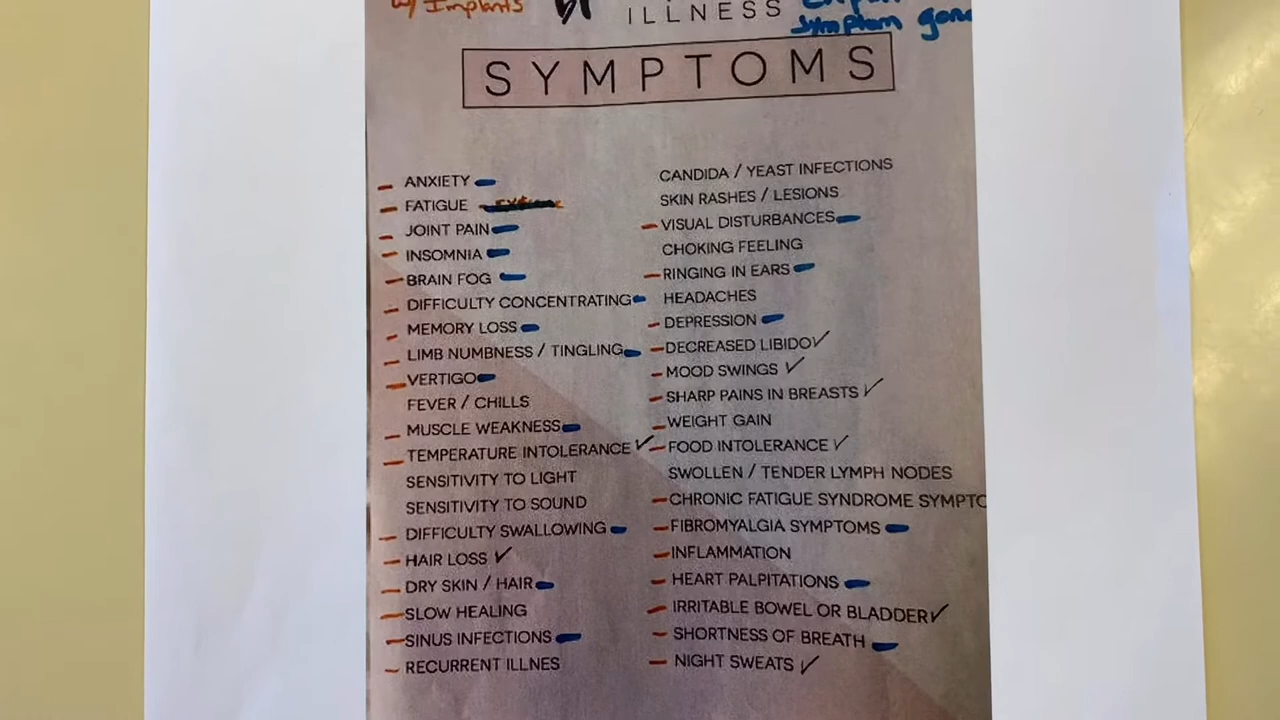 w/ Implants
ILLNESS
Symptom gone
SYMPTOMS
ANXIETY
FATIGUE
JOINT PAIN
INSOMNIA
BRAIN FOG
DIFFICULTY CONCENTRATING
MEMORY LOSS
LIMB NUMBNESS / TINGLING
VERTIGO
FEVER / CHILLS
MUSCLE WEAKNESS
TEMPERATURE INTOLERANCE
SENSITIVITY TO LIGHT
SENSITIVITY TO SOUND
DIFFICULTY SWALLOWING
HAIR LOSS
DRY SKIN / HAIR
SLOW HEALING
SINUS INFECTIONS
RECURRENT ILLNES
CANDIDA / YEAST INFECTIONS
SKIN RASHES / LESIONS
VISUAL DISTURBANCES
CHOKING FEELING
RINGING IN EARS
HEADACHES
DEPRESSION
DECREASED LIBIDO
MOOD SWINGS
SHARP PAINS IN BREASTS
WEIGHT GAIN
FOOD INTOLERANCE
SWOLLEN / TENDER LYMPH NODES
CHRONIC FATIGUE SYNDROME SYMPTO
FIBROMYALGIA SYMPTOMS
INFLAMMATION
HEART PALPITATIONS
IRRITABLE BOWEL OR BLADDER
SHORTNESS OF BREATH
NIGHT SWEATS